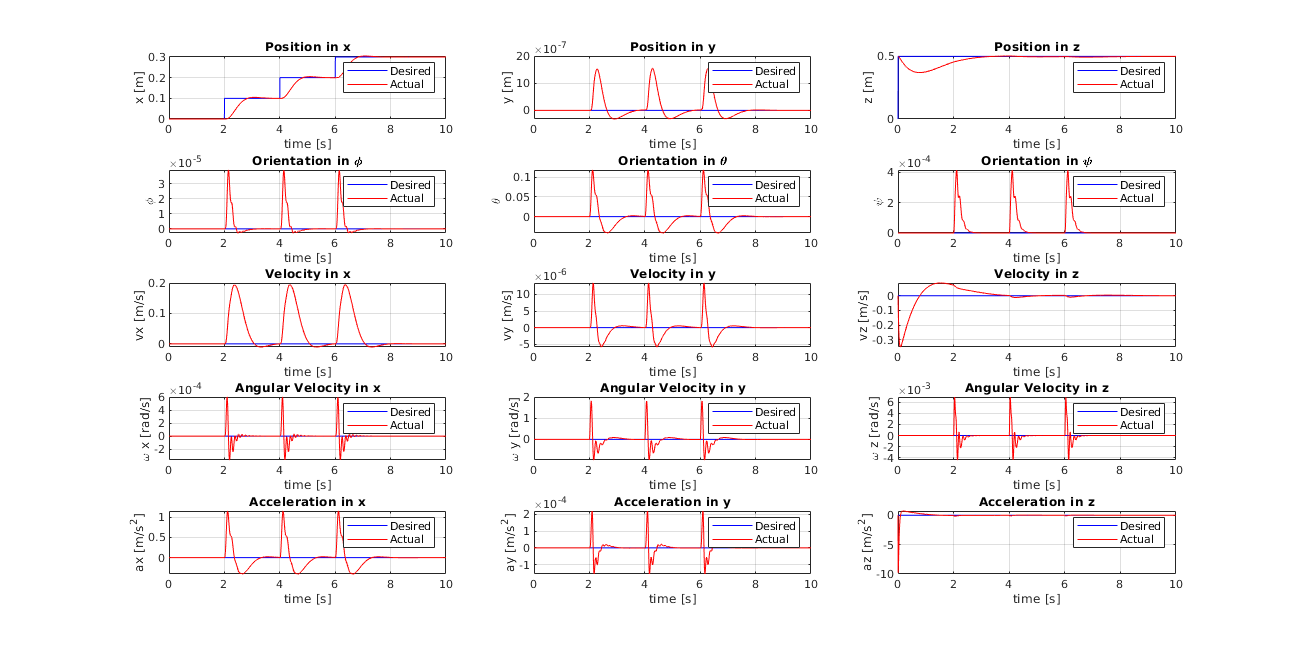 Position in x
0.3
0.2
0.1
0
x [m]
0 2 4 6 8 10
time [s]
Desired
Actual
Position in y
×10⁻⁷
20
10
0
y [m]
0 2 4 6 8 10
time [s]
Desired
Actual
Position in z
0.5
0
z [m]
0 2 4 6 8 10
time [s]
Desired
Actual
Orientation in ϕ
×10⁻⁵
3
2
1
0
ϕ
0 2 4 6 8 10
time [s]
Desired
Actual
Orientation in θ
0.1
0.05
0
θ
0 2 4 6 8 10
time [s]
Desired
Actual
Orientation in ψ
×10⁻⁴
4
2
0
ψ
0 2 4 6 8 10
time [s]
Desired
Actual
Velocity in x
0.2
0.1
0
vx [m/s]
0 2 4 6 8 10
time [s]
Velocity in y
×10⁻⁶
10
5
0
-5
vy [m/s]
0 2 4 6 8 10
time [s]
Velocity in z
0
-0.1
-0.2
-0.3
vz [m/s]
0 2 4 6 8 10
time [s]
Angular Velocity in x
×10⁻⁴
6
4
2
0
-2
ω x [rad/s]
0 2 4 6 8 10
time [s]
Desired
Actual
Angular Velocity in y
2
1
0
ω y [rad/s]
0 2 4 6 8 10
time [s]
Desired
Actual
Angular Velocity in z
×10⁻³
6
4
2
0
-2
-4
ω z [rad/s]
0 2 4 6 8 10
time [s]
Desired
Actual
Acceleration in x
1
0.5
0
ax [m/s²]
0 2 4 6 8 10
time [s]
Desired
Actual
Acceleration in y
×10⁻⁴
2
1
0
-1
ay [m/s²]
0 2 4 6 8 10
time [s]
Desired
Actual
Acceleration in z
0
-5
-10
az [m/s²]
0 2 4 6 8 10
time [s]
Desired
Actual